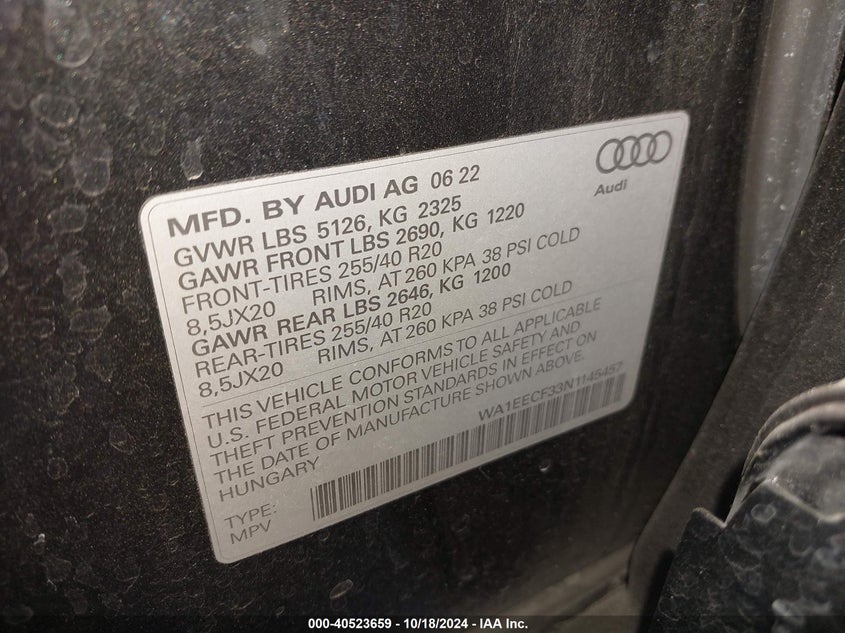 MFD. BY AUDI AG 06 22
Audi
GVWR LBS 5126, KG 2325
GAWR FRONT LBS 2690, KG 1220
FRONT-TIRES 255/40 R20
8,5JX20 RIMS, AT 260 KPA 38 PSI COLD
GAWR REAR LBS 2646, KG 1200
REAR-TIRES 255/40 R20
8,5JX20 RIMS, AT 260 KPA 38 PSI COLD
THIS VEHICLE CONFORMS TO ALL APPLICABLE
U.S. FEDERAL MOTOR VEHICLE SAFETY AND
THEFT PREVENTION STANDARDS IN EFFECT ON
THE DATE OF MANUFACTURE SHOWN ABOVE.
HUNGARY
WA1EECF33N1145457
TYPE:
MPV
000-40523659 / 10/18/2024 - IAA Inc.